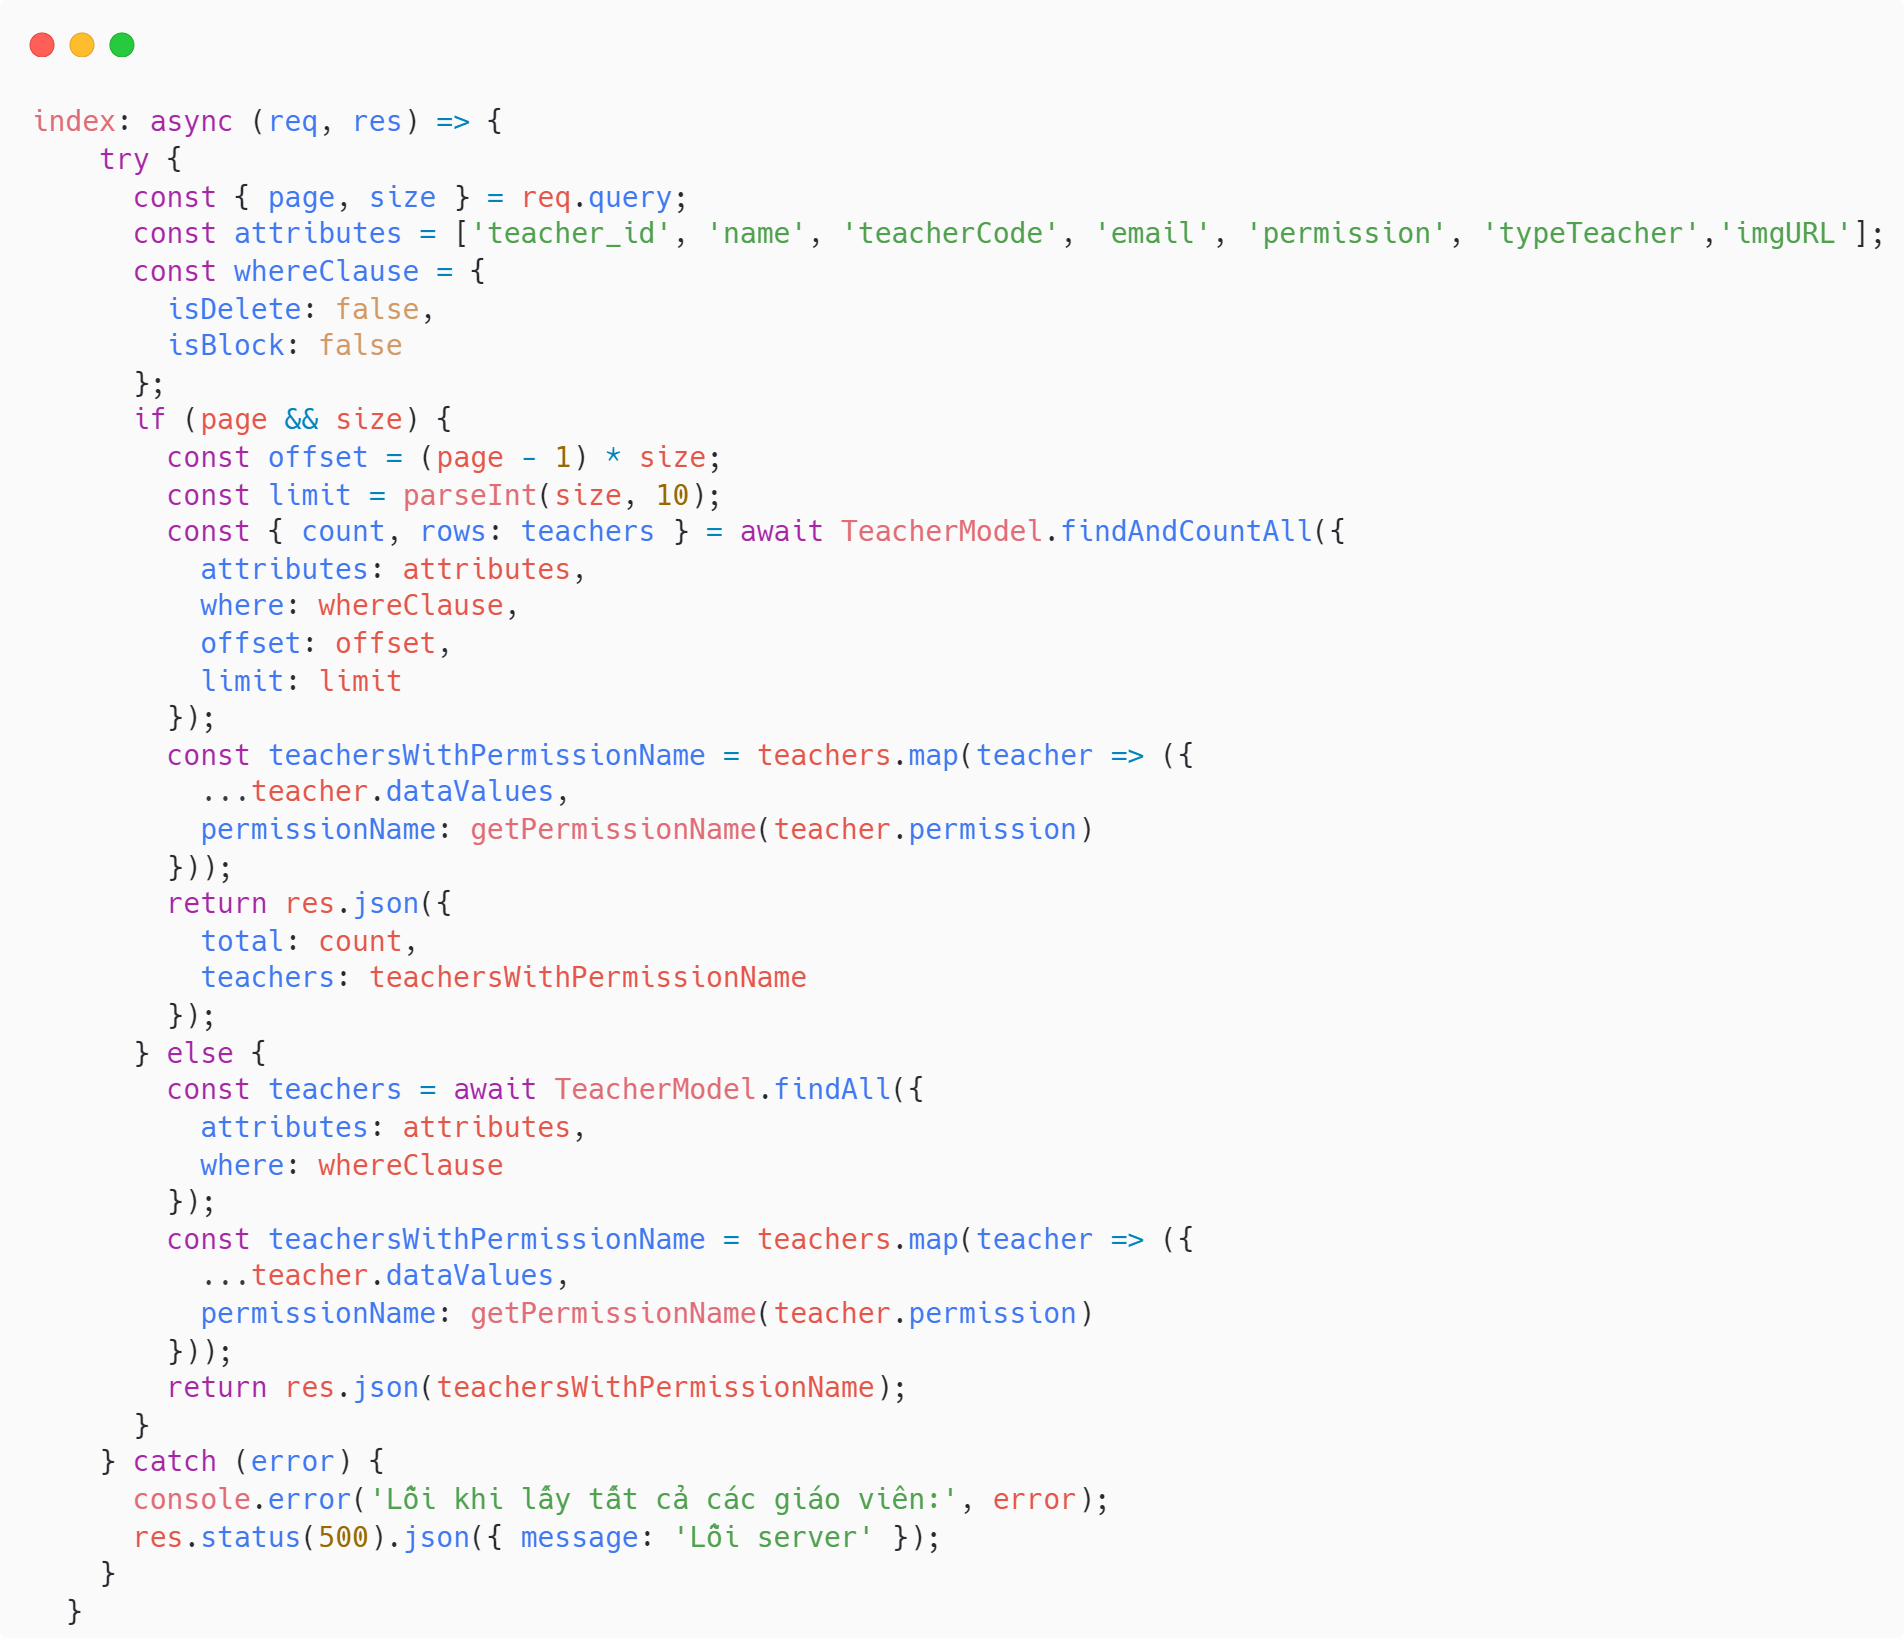 index: async (req, res) => {
    try {
      const { page, size } = req.query;
      const attributes = ['teacher_id', 'name', 'teacherCode', 'email', 'permission', 'typeTeacher','imgURL'];
      const whereClause = {
        isDelete: false,
        isBlock: false
      };
      if (page && size) {
        const offset = (page - 1) * size;
        const limit = parseInt(size, 10);
        const { count, rows: teachers } = await TeacherModel.findAndCountAll({
          attributes: attributes,
          where: whereClause,
          offset: offset,
          limit: limit
        });
        const teachersWithPermissionName = teachers.map(teacher => ({
          ...teacher.dataValues,
          permissionName: getPermissionName(teacher.permission)
        }));
        return res.json({
          total: count,
          teachers: teachersWithPermissionName
        });
      } else {
        const teachers = await TeacherModel.findAll({
          attributes: attributes,
          where: whereClause
        });
        const teachersWithPermissionName = teachers.map(teacher => ({
          ...teacher.dataValues,
          permissionName: getPermissionName(teacher.permission)
        }));
        return res.json(teachersWithPermissionName);
      }
    } catch (error) {
      console.error('Lỗi khi lấy tất cả các giáo viên:', error);
      res.status(500).json({ message: 'Lỗi server' });
    }
  }